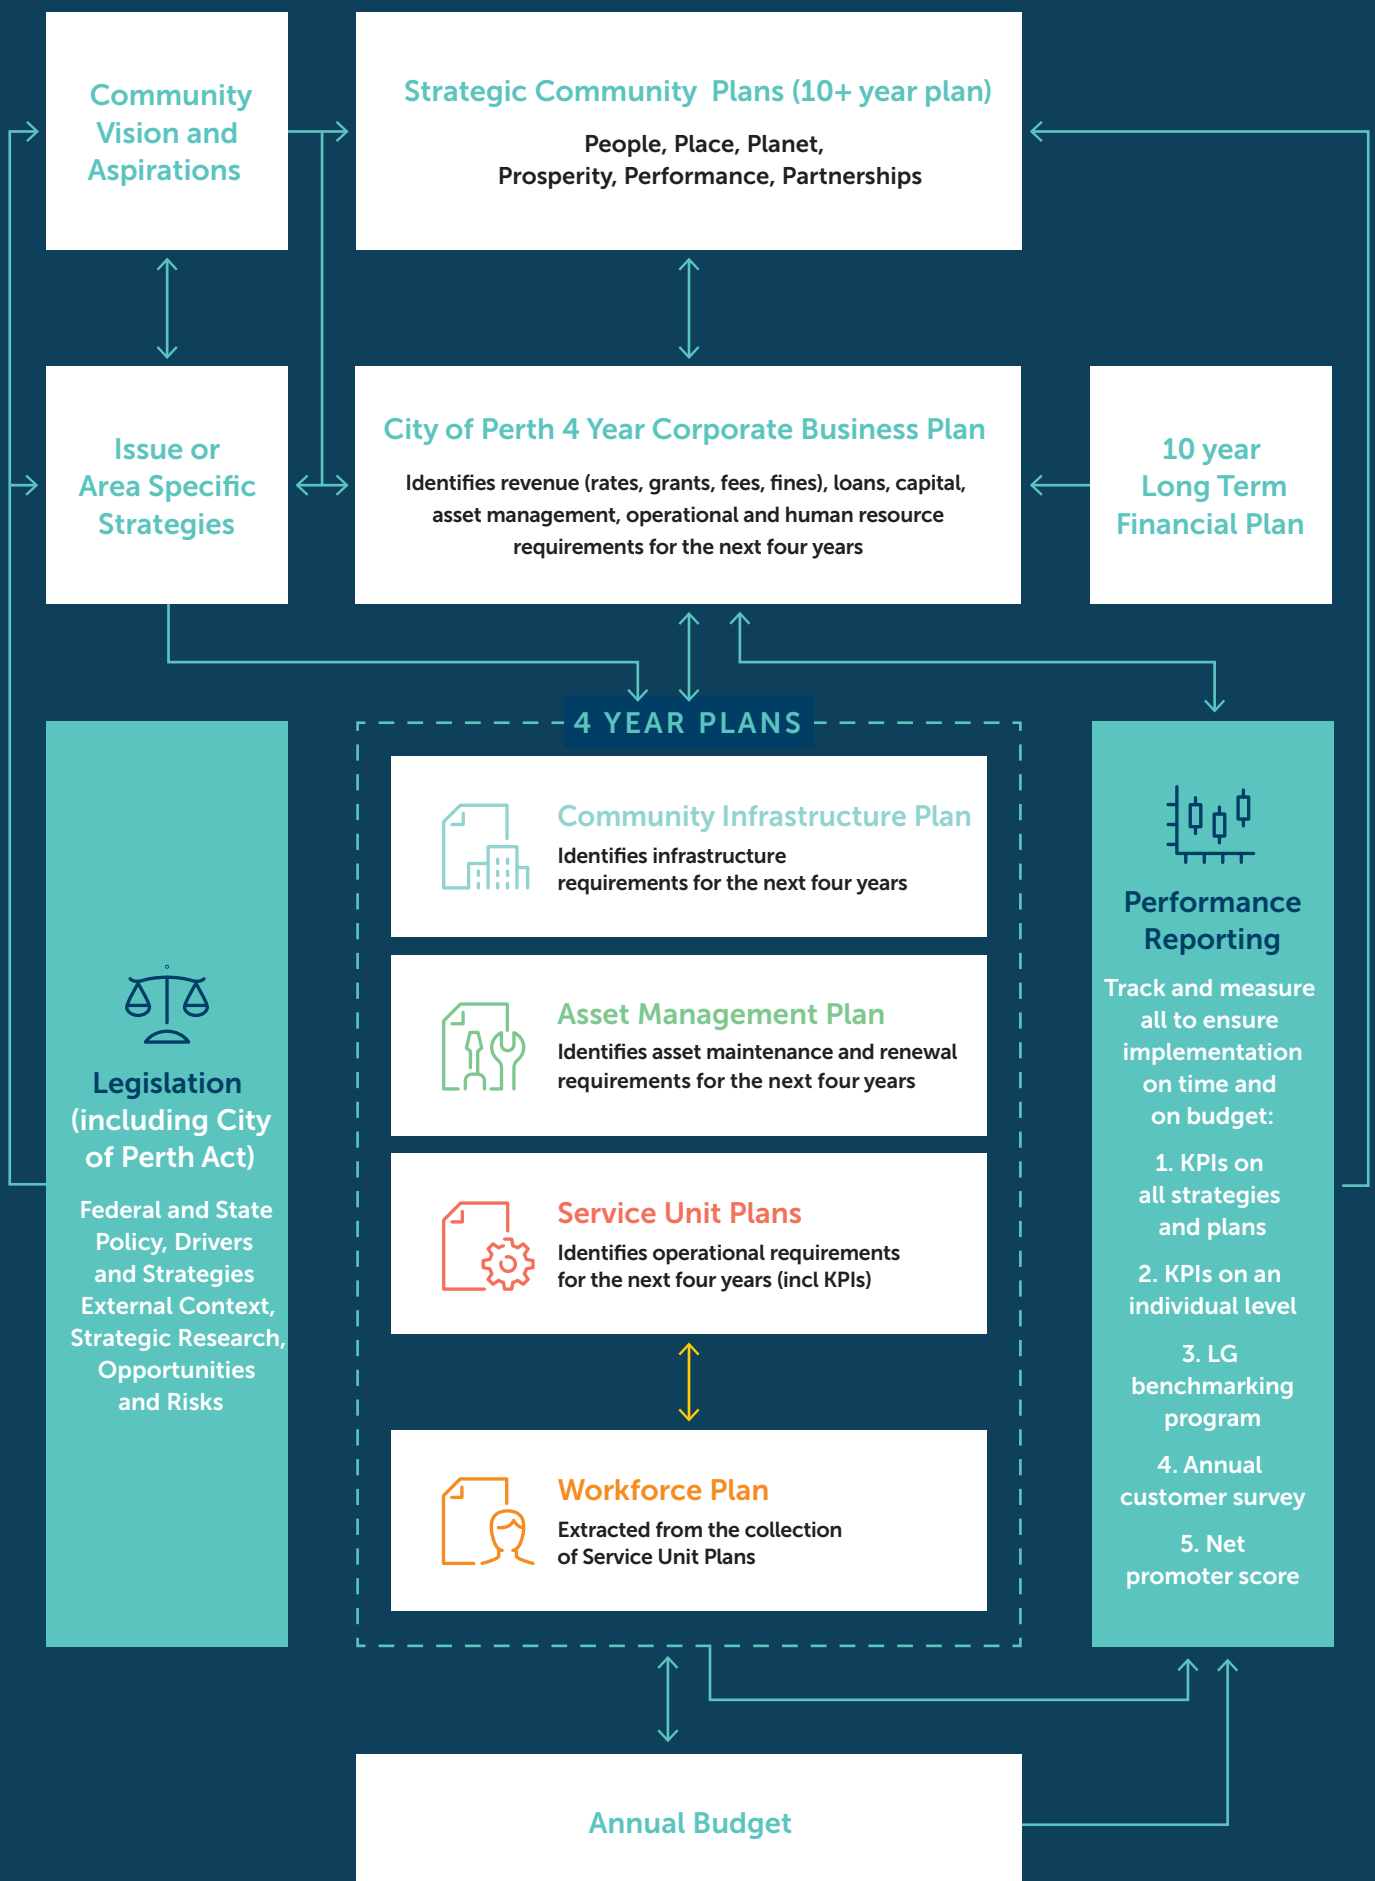 Community
Vision and
Aspirations
Strategic Community Plans (10+ year plan)
People, Place, Planet,
Prosperity, Performance, Partnerships
Issue or
Area Specific
Strategies
City of Perth 4 Year Corporate Business Plan
Identifies revenue (rates, grants, fees, fines), loans, capital,
asset management, operational and human resource
requirements for the next four years
10 year
Long Term
Financial Plan
Legislation
(including City
of Perth Act)
Federal and State
Policy, Drivers
and Strategies
External Context,
Strategic Research,
Opportunities
and Risks
4 YEAR PLANS
Community Infrastructure Plan
Identifies infrastructure
requirements for the next four years
Asset Management Plan
Identifies asset maintenance and renewal
requirements for the next four years
Service Unit Plans
Identifies operational requirements
for the next four years (incl KPIs)
Workforce Plan
Extracted from the collection
of Service Unit Plans
Performance
Reporting
Track and measure
all to ensure
implementation
on time and
on budget:
1. KPIs on
all strategies
and plans
2. KPIs on an
individual level
3. LG
benchmarking
program
4. Annual
customer survey
5. Net
promoter score
Annual Budget